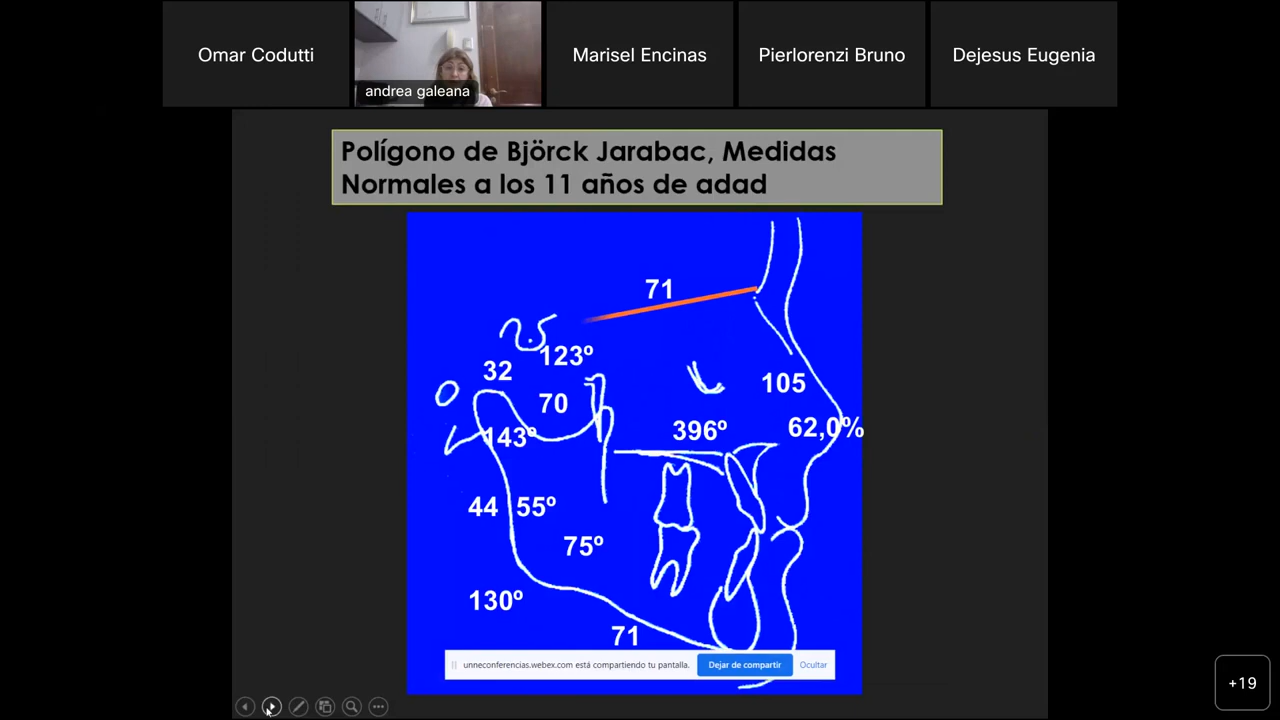 Omar Codutti
andrea galeana
Marisel Encinas
Pierlorenzi Bruno
Dejesus Eugenia
Polígono de Björck Jarabac, Medidas
Normales a los 11 años de adad
71
123º
32
70
105
143º
396º
62,0%
44
55º
75º
130º
71
unneconferencias.webex.com está compartiendo tu pantalla.
Dejar de compartir
Ocultar
+19